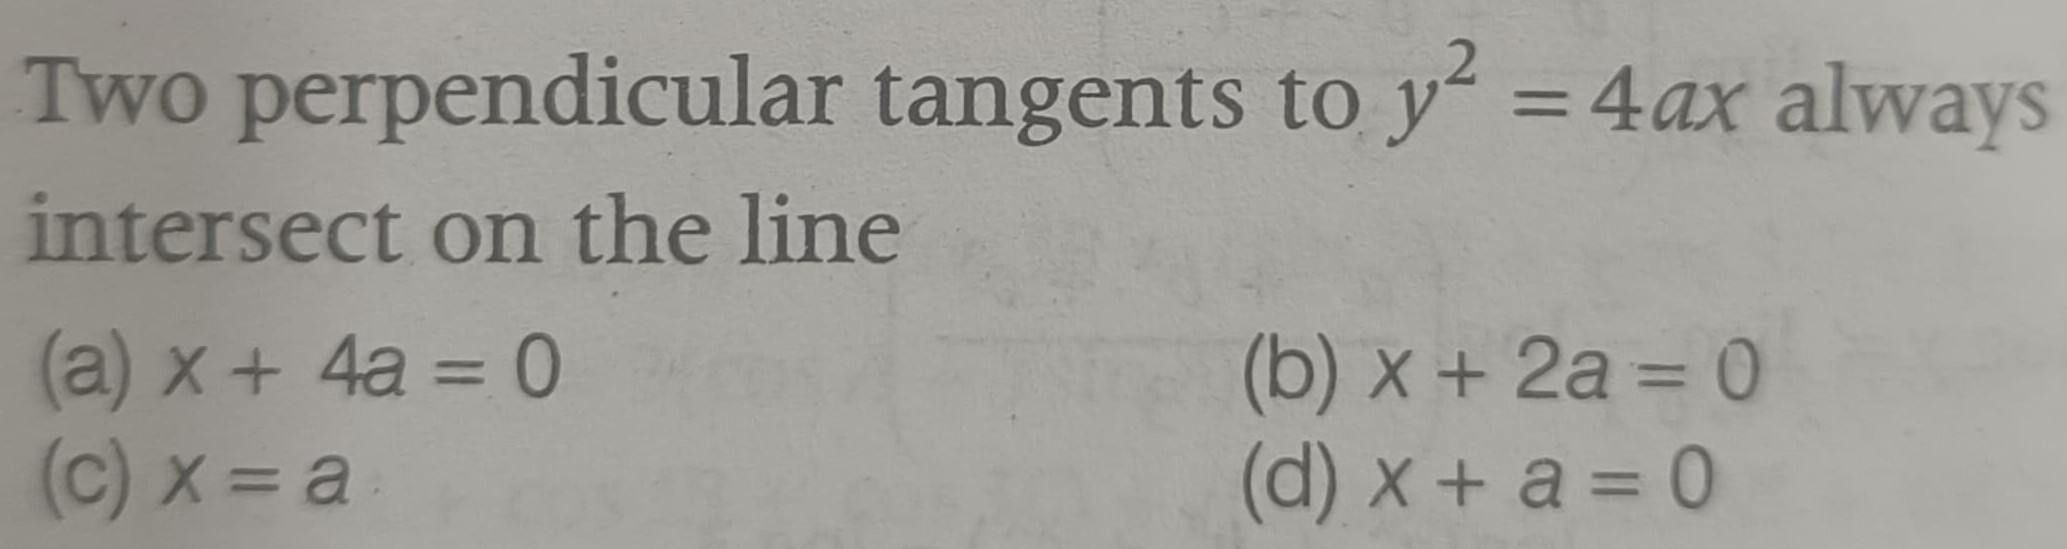 Two perpendicular tangents to y² = 4ax always
intersect on the line
(a) x + 4a = 0 (b) x + 2a = 0
(c) x = a (d) x + a = 0